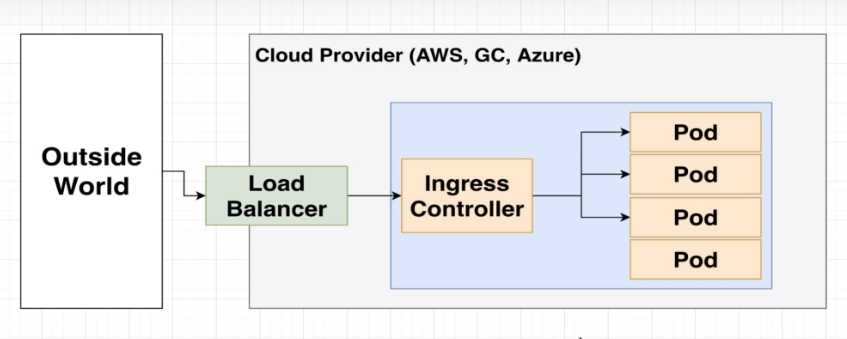 Cloud Provider (AWS, GC, Azure)
Outside
World
Load
Balancer
Ingress
Controller
Pod
Pod
Pod
Pod